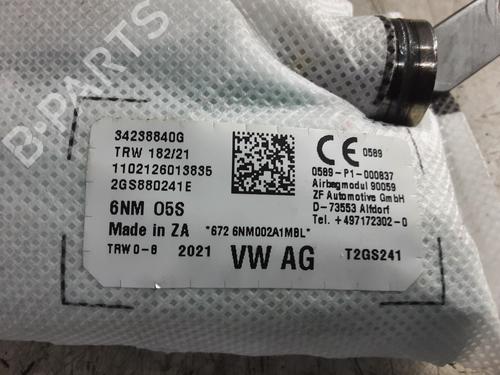 34238840G
TRW 182/21
1102126013835
2GS880241E
6NM 05S
Made in ZA *672 6NM002A1MBL*
TRW 0-8 2021 VW AG T2GS241
CE 0589
0589-P1-000837
Airbagmodul 90059
ZF Automotive GmbH
D-73553 Alfdorf
Tel. +497172302-0
B-PARTS